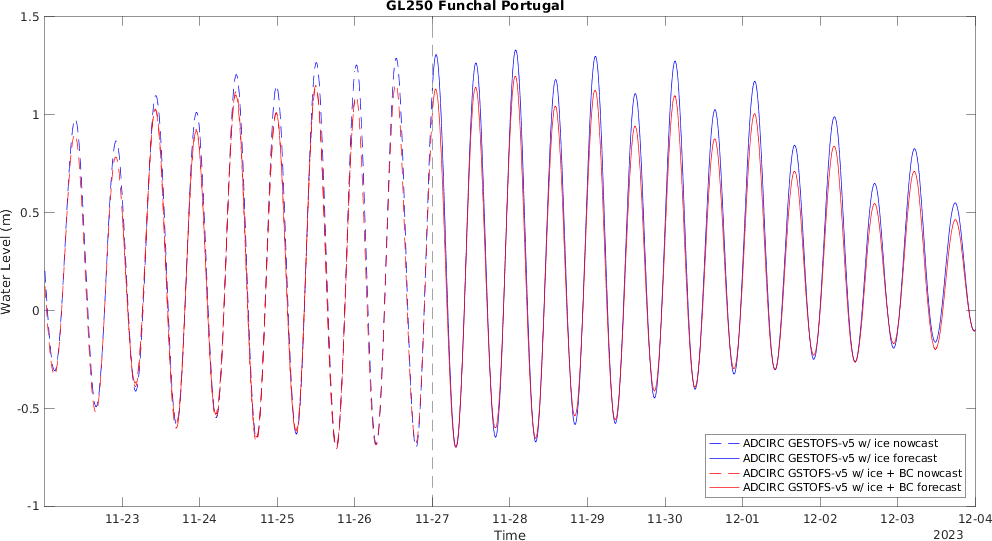 GL250 Funchal Portugal
1.5
1
0.5
0
-0.5
-1
Water Level (m)
11-23
11-24
11-25
11-26
11-27
11-28
11-29
11-30
12-01
12-02
12-03
12-04
Time
2023
ADCIRC GESTOFS-v5 w/ ice nowcast
ADCIRC GESTOFS-v5 w/ ice forecast
ADCIRC GSTOFS-v5 w/ ice + BC nowcast
ADCIRC GSTOFS-v5 w/ ice + BC forecast